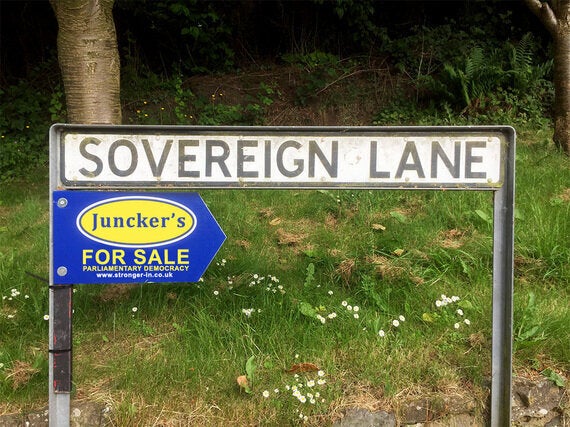 SOVEREIGN LANE
Juncker's
FOR SALE
PARLIAMENTARY DEMOCRACY
www.stronger-in.co.uk